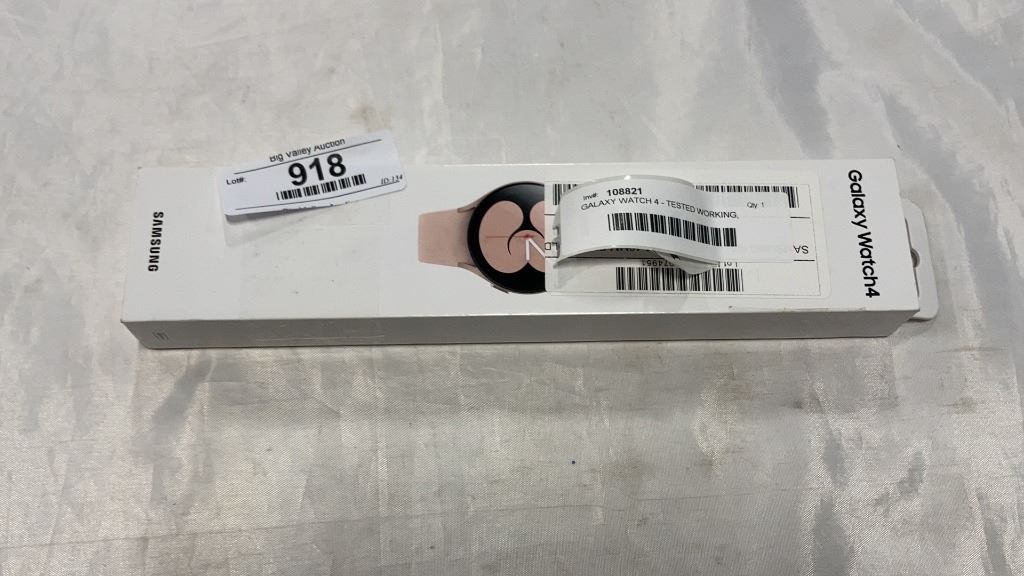 Big Valley Auction
Lot#:
918
ID:134
SAMSUNG
Inv#: 108821
GALAXY WATCH 4 - TESTED WORKING,
Qty: 1
Galaxy Watch4